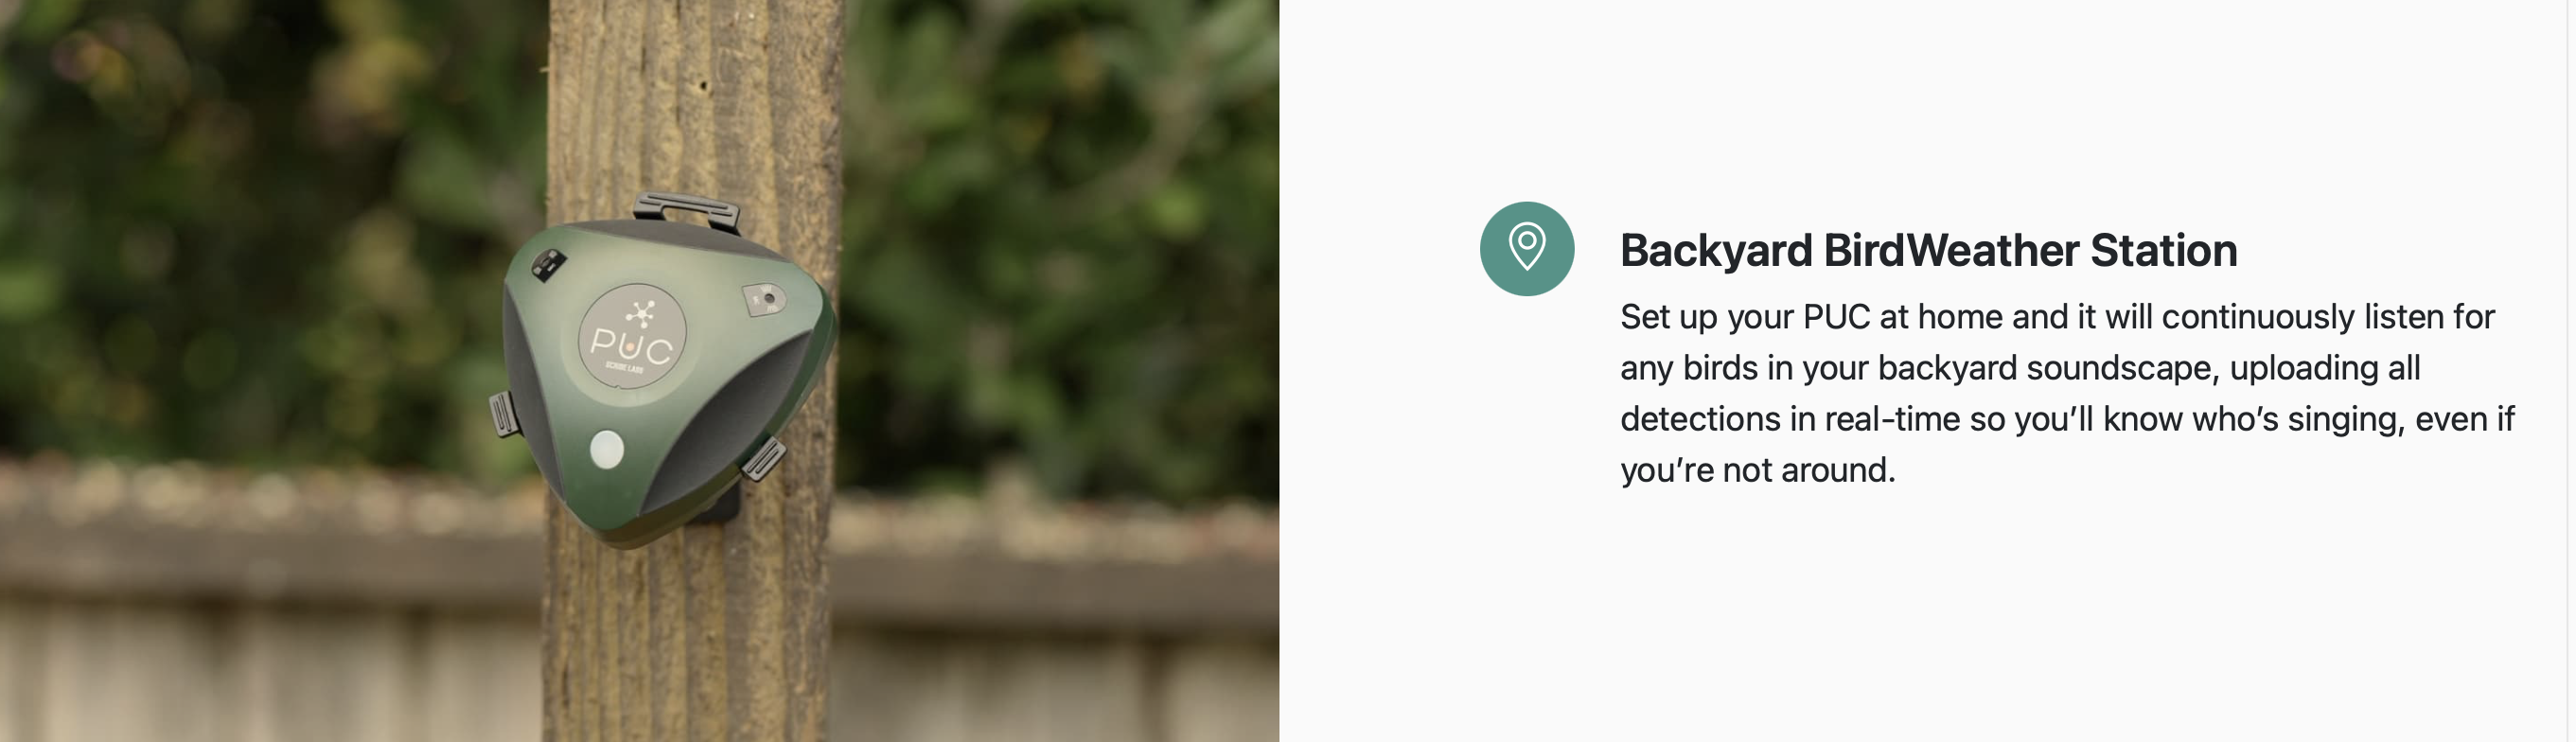 PUC
SCRIBE LABS
Backyard BirdWeather Station
Set up your PUC at home and it will continuously listen for
any birds in your backyard soundscape, uploading all
detections in real-time so you’ll know who’s singing, even if
you’re not around.